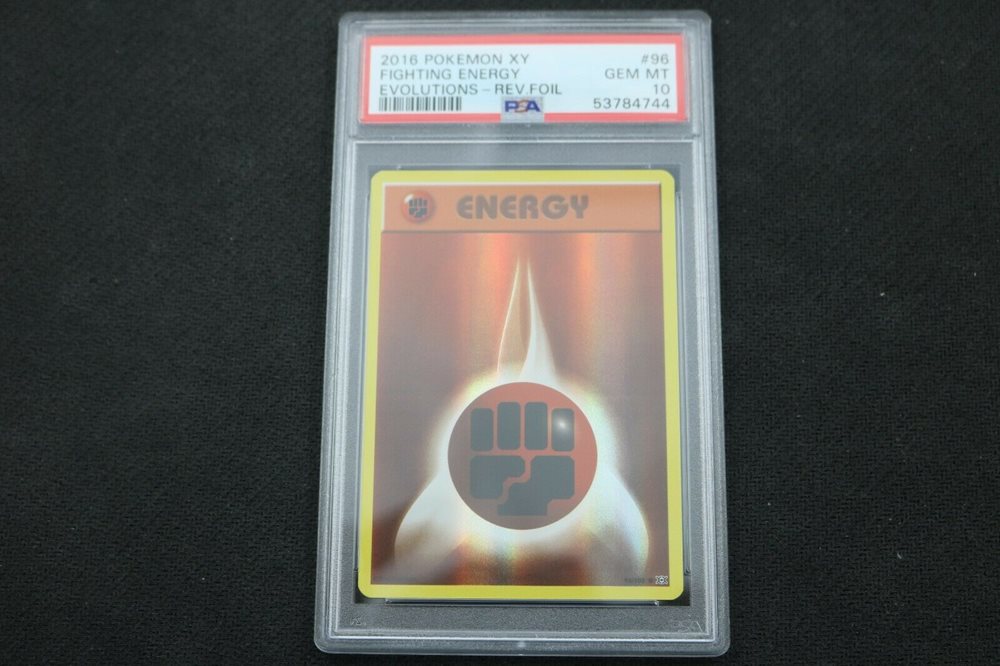 2016 POKEMON XY #96
FIGHTING ENERGY GEM MT
EVOLUTIONS - REV.FOIL 10
PSA 53784744
ENERGY